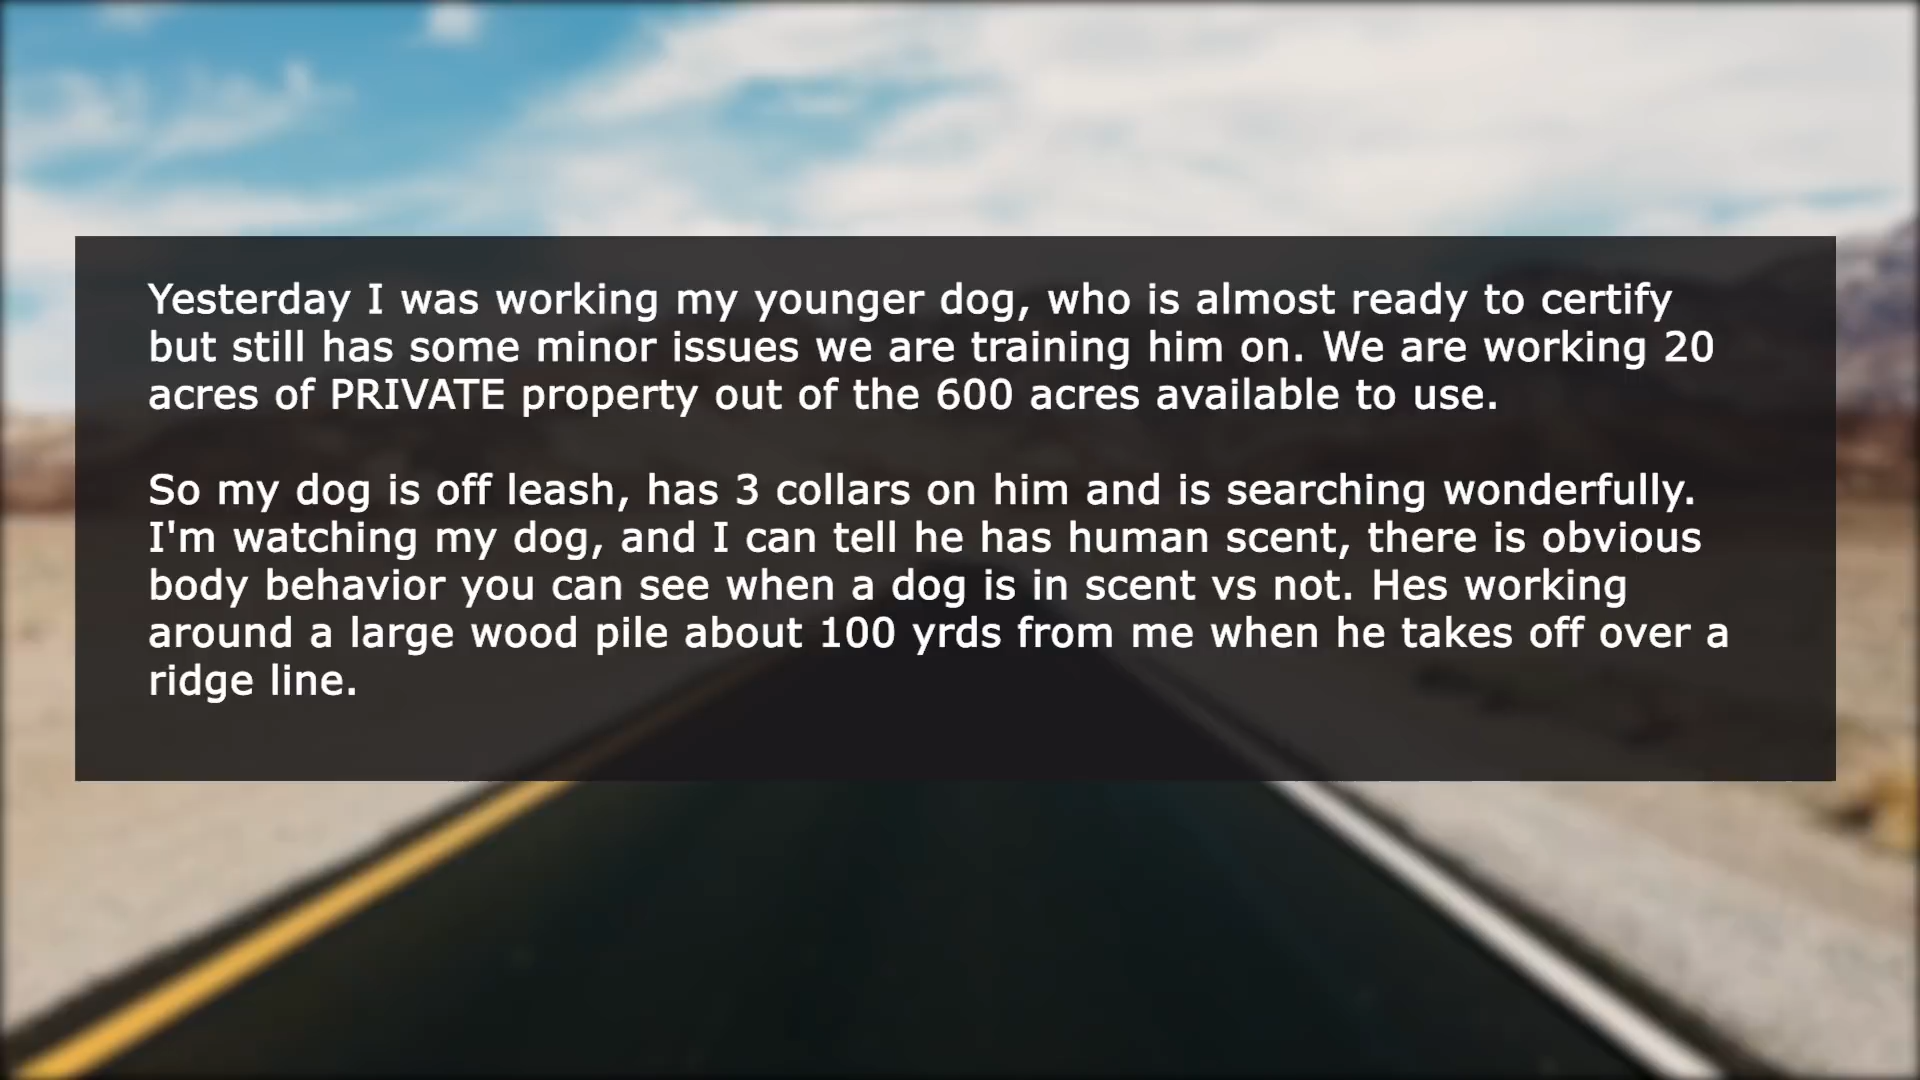 Yesterday I was working my younger dog, who is almost ready to certify
but still has some minor issues we are training him on. We are working 20
acres of PRIVATE property out of the 600 acres available to use.
So my dog is off leash, has 3 collars on him and is searching wonderfully.
I'm watching my dog, and I can tell he has human scent, there is obvious
body behavior you can see when a dog is in scent vs not. Hes working
around a large wood pile about 100 yrds from me when he takes off over a
ridge line.